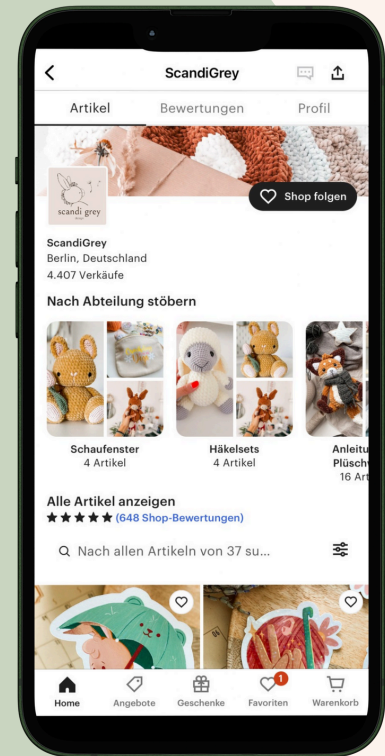 ScandiGrey
Artikel
Bewertungen
Profil
scandi grey
Shop folgen
ScandiGrey
Berlin, Deutschland
4.407 Verkäufe
Nach Abteilung stöbern
Schaufenster
4 Artikel
Häkelsets
4 Artikel
Anleitu
Plüsch
16 Art
Alle Artikel anzeigen
(648 Shop-Bewertungen)
Nach allen Artikeln von 37 su...
1
Home
Angebote
Geschenke
Favoriten
Warenkorb